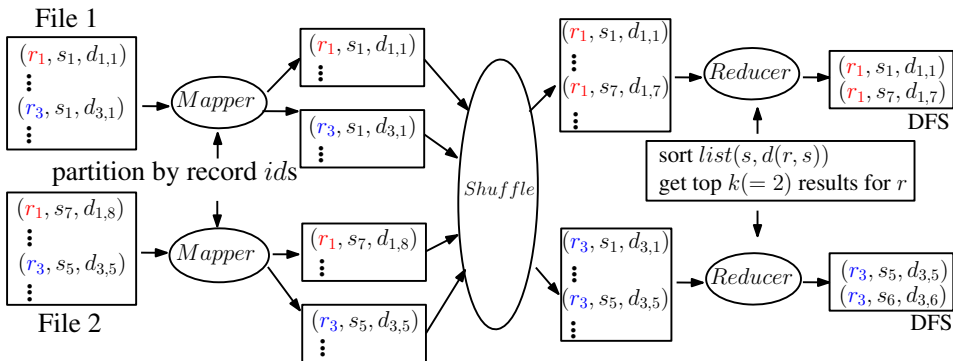 File 1
(r1, s1, d1,1)
⋮
(r3, s1, d3,1)
⋮
Mapper
(r1, s1, d1,1)
⋮
(r3, s1, d3,1)
⋮
partition by record ids
(r1, s7, d1,8)
⋮
(r3, s5, d3,5)
⋮
File 2
Mapper
(r1, s7, d1,8)
⋮
(r3, s5, d3,5)
⋮
Shuffle
(r1, s1, d1,1)
⋮
(r1, s7, d1,7)
⋮
Reducer
(r1, s1, d1,1)
(r1, s7, d1,7)
DFS
sort list(s, d(r, s))
get top k(= 2) results for r
(r3, s1, d3,1)
⋮
(r3, s5, d3,5)
⋮
Reducer
(r3, s5, d3,5)
(r3, s6, d3,6)
DFS